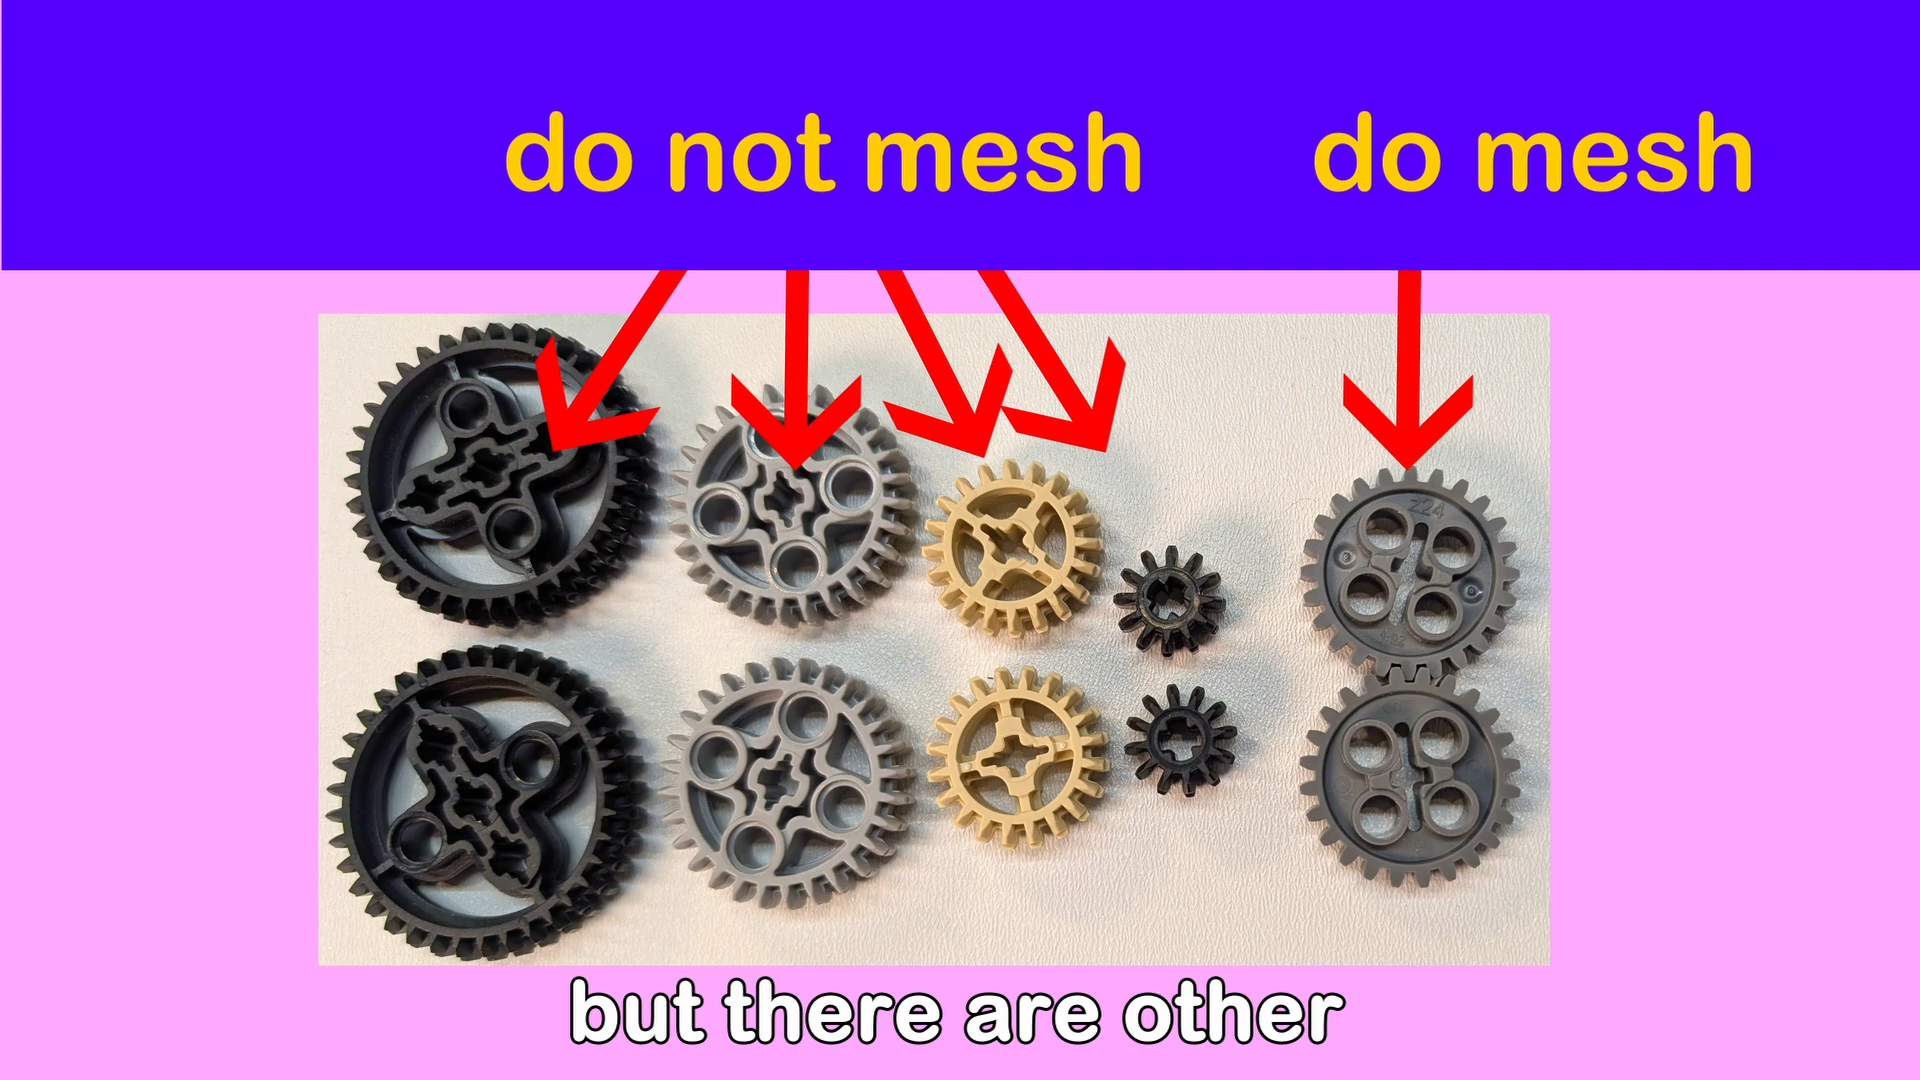 do not mesh
do mesh
Z24
but there are other